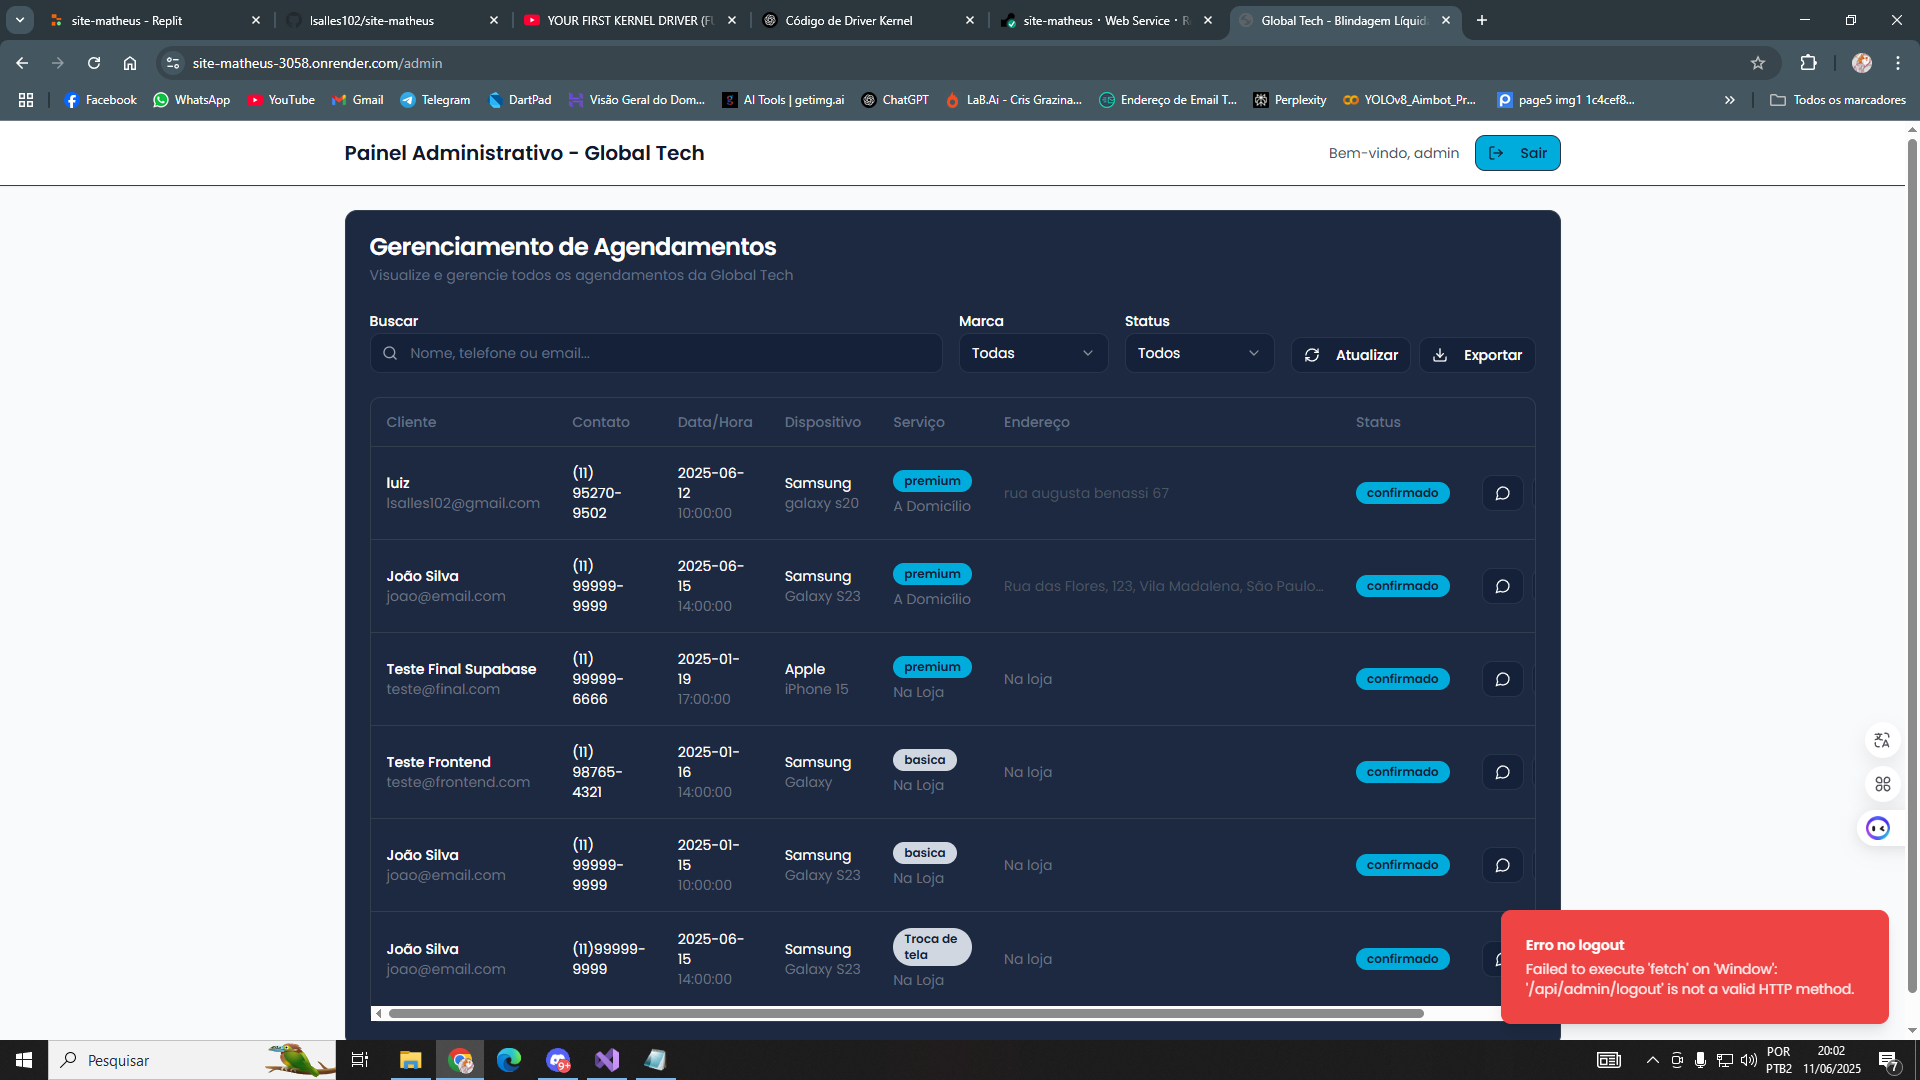 site-matheus - Replit
lsalles102/site-matheus
YOUR FIRST KERNEL DRIVER (FU
Código de Driver Kernel
site-matheus · Web Service · R
Global Tech - Blindagem Líquid
site-matheus-3058.onrender.com/admin
Facebook
WhatsApp
YouTube
Gmail
Telegram
DartPad
Visão Geral do Dom...
AI Tools | getimg.ai
ChatGPT
LaB.Ai - Cris Grazina...
Endereço de Email T...
Perplexity
YOLOv8_Aimbot_Pr...
page5 img1 1c4cef8...
Todos os marcadores
Painel Administrativo - Global Tech
Bem-vindo, admin
Sair
Gerenciamento de Agendamentos
Visualize e gerencie todos os agendamentos da Global Tech
Buscar
Marca
Status
Nome, telefone ou email...
Todas
Todos
Atualizar
Exportar
Cliente
Contato
Data/Hora
Dispositivo
Serviço
Endereço
Status
luiz
lsalles102@gmail.com
(11)
95270-
9502
2025-06-
12
10:00:00
Samsung
galaxy s20
premium
A Domicílio
rua augusta benassi 67
confirmado
João Silva
joao@email.com
(11)
99999-
9999
2025-06-
15
14:00:00
Samsung
Galaxy S23
premium
A Domicílio
Rua das Flores, 123, Vila Madalena, São Paulo...
confirmado
Teste Final Supabase
teste@final.com
(11)
99999-
6666
2025-01-
19
17:00:00
Apple
iPhone 15
premium
Na Loja
Na loja
confirmado
Teste Frontend
teste@frontend.com
(11)
98765-
4321
2025-01-
16
14:00:00
Samsung
Galaxy
basica
Na Loja
Na loja
confirmado
João Silva
joao@email.com
(11)
99999-
9999
2025-01-
15
10:00:00
Samsung
Galaxy S23
basica
Na Loja
Na loja
confirmado
João Silva
joao@email.com
(11)99999-
9999
2025-06-
15
14:00:00
Samsung
Galaxy S23
Troca de
tela
Na Loja
Na loja
confirmado
Erro no logout
Failed to execute 'fetch' on 'Window':
'/api/admin/logout' is not a valid HTTP method.
Pesquisar
9+
POR
PTB2
20:02
11/06/2025
7